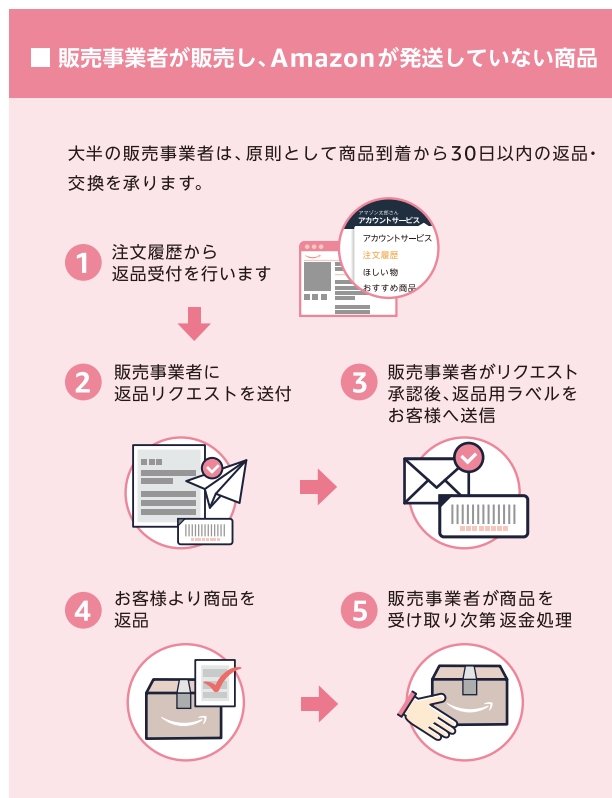 ■ 販売事業者が販売し、Amazonが発送していない商品
大半の販売事業者は、原則として商品到着から30日以内の返品・
交換を承ります。
1
注文履歴から
返品受付を行います
アマゾン太郎さん
アカウントサービス
アカウントサービス
注文履歴
ほしい物
おすすめ商品
2
販売事業者に
返品リクエストを送付
3
販売事業者がリクエスト
承認後、返品用ラベルを
お客様へ送信
4
お客様より商品を
返品
5
販売事業者が商品を
受け取り次第 返金処理